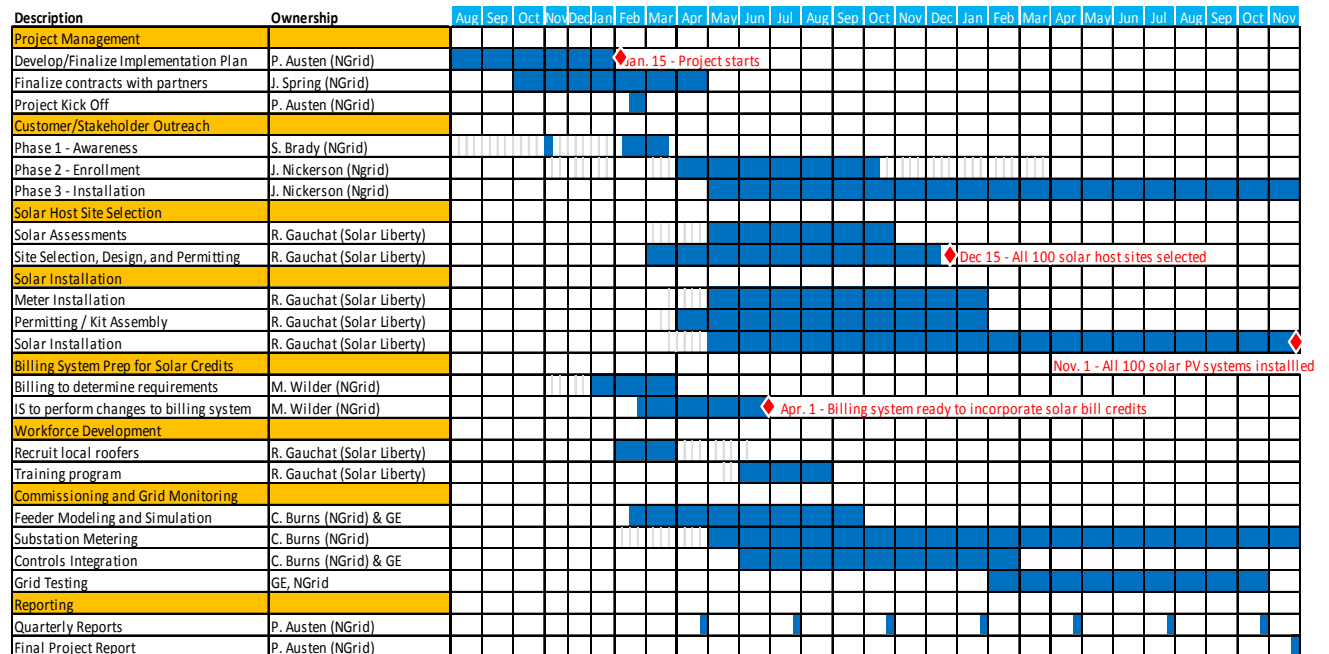 Description Ownership Aug Sep Oct Nov Dec Jan Feb Mar Apr May Jun Jul Aug Sep Oct Nov Dec Jan Feb Mar Apr May Jun Jul Aug Sep Oct Nov
Project Management
Develop/Finalize Implementation Plan P. Austen (NGrid) Jan. 15 - Project starts
Finalize contracts with partners J. Spring (NGrid)
Project Kick Off P. Austen (NGrid)
Customer/Stakeholder Outreach
Phase 1 - Awareness S. Brady (NGrid)
Phase 2 - Enrollment J. Nickerson (Ngrid)
Phase 3 - Installation J. Nickerson (Ngrid)
Solar Host Site Selection
Solar Assessments R. Gauchat (Solar Liberty)
Site Selection, Design, and Permitting R. Gauchat (Solar Liberty) Dec 15 - All 100 solar host sites selected
Solar Installation
Meter Installation R. Gauchat (Solar Liberty)
Permitting / Kit Assembly R. Gauchat (Solar Liberty)
Solar Installation R. Gauchat (Solar Liberty)
Billing System Prep for Solar Credits Nov. 1 - All 100 solar PV systems installled
Billing to determine requirements M. Wilder (NGrid)
IS to perform changes to billing system M. Wilder (NGrid) Apr. 1 - Billing system ready to incorporate solar bill credits
Workforce Development
Recruit local roofers R. Gauchat (Solar Liberty)
Training program R. Gauchat (Solar Liberty)
Commissioning and Grid Monitoring
Feeder Modeling and Simulation C. Burns (NGrid) & GE
Substation Metering C. Burns (NGrid)
Controls Integration C. Burns (NGrid) & GE
Grid Testing GE, NGrid
Reporting
Quarterly Reports P. Austen (NGrid)
Final Project Report P. Austen (NGrid)